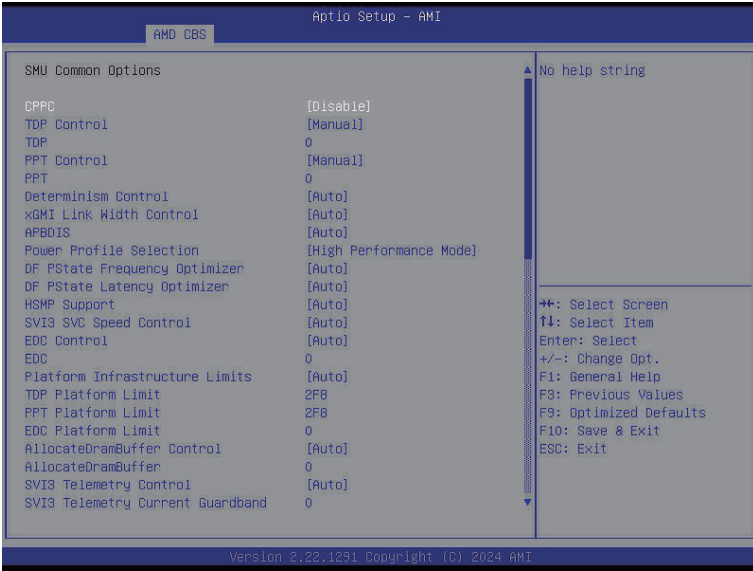 Aptio Setup – AMI
AMD CBS
SMU Common Options
No help string
CPPC [Disable]
TDP Control [Manual]
TDP 0
PPT Control [Manual]
PPT 0
Determinism Control [Auto]
xGMI Link Width Control [Auto]
APBDIS [Auto]
Power Profile Selection [High Performance Mode]
DF PState Frequency Optimizer [Auto]
DF PState Latency Optimizer [Auto]
HSMP Support [Auto]
SVI3 SVC Speed Control [Auto]
EDC Control [Auto]
EDC 0
Platform Infrastructure Limits [Auto]
TDP Platform Limit 2F8
PPT Platform Limit 2F8
EDC Platform Limit 0
AllocateDramBuffer Control [Auto]
AllocateDramBuffer 0
SVI3 Telemetry Control [Auto]
SVI3 Telemetry Current Guardband 0
→←: Select Screen
↑↓: Select Item
Enter: Select
+/-: Change Opt.
F1: General Help
F3: Previous Values
F9: Optimized Defaults
F10: Save & Exit
ESC: Exit
Version 2.22.1291 Copyright (C) 2024 AMI